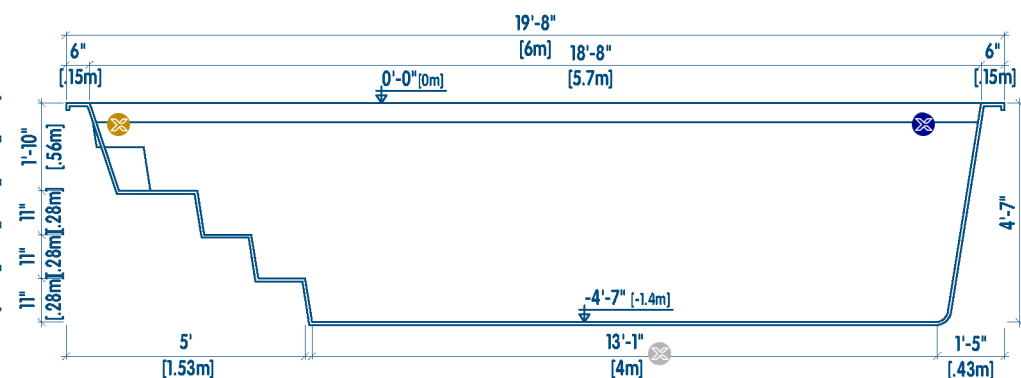 19'-8"
[6m]
6"
18'-8"
6"
[.15m]
[5.7m]
[.15m]
0'-0" [0m]
1'-10"
[.56m]
11"
[.28m]
11"
[.28m]
11"
[.28m]
4'-7"
-4'-7" [-1.4m]
5'
[1.53m]
13'-1"
[4m]
1'-5"
[.43m]